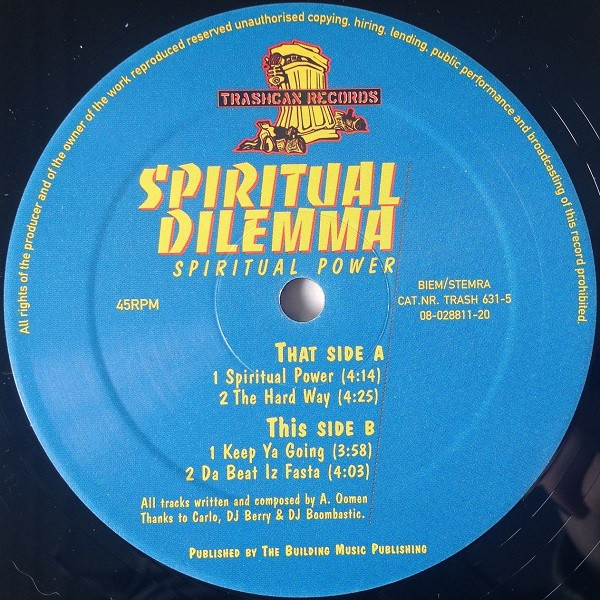 All rights of the producer and of the owner of the work reproduced reserved unauthorised copying, hiring, lending, public performance and broadcasting of this record prohibited.
TRASHCAN RECORDS
SPIRITUAL
DILEMMA
SPIRITUAL POWER
45RPM
BIEM/STEMRA
CAT.NR. TRASH 631-5
08-028811-20
THAT SIDE A
1 Spiritual Power (4:14)
2 The Hard Way (4:25)
This SIDE B
1 Keep Ya Going (3:58)
2 Da Beat Iz Fasta (4:03)
All tracks written and composed by A. Oomen
Thanks to Carlo, DJ Berry & DJ Boombastic.
PUBLISHED BY THE BUILDING MUSIC PUBLISHING